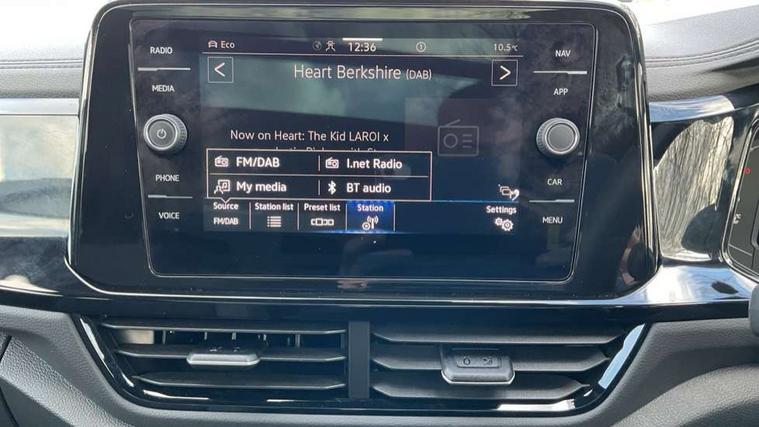 RADIO
Eco
12:36
10.5°C
NAV
Heart Berkshire (DAB)
MEDIA
APP
Now on Heart: The Kid LAROI x
FM/DAB
I.net Radio
PHONE
CAR
My media
BT audio
VOICE
Source
Station list
Preset list
Station
Settings
MENU
FM/DAB